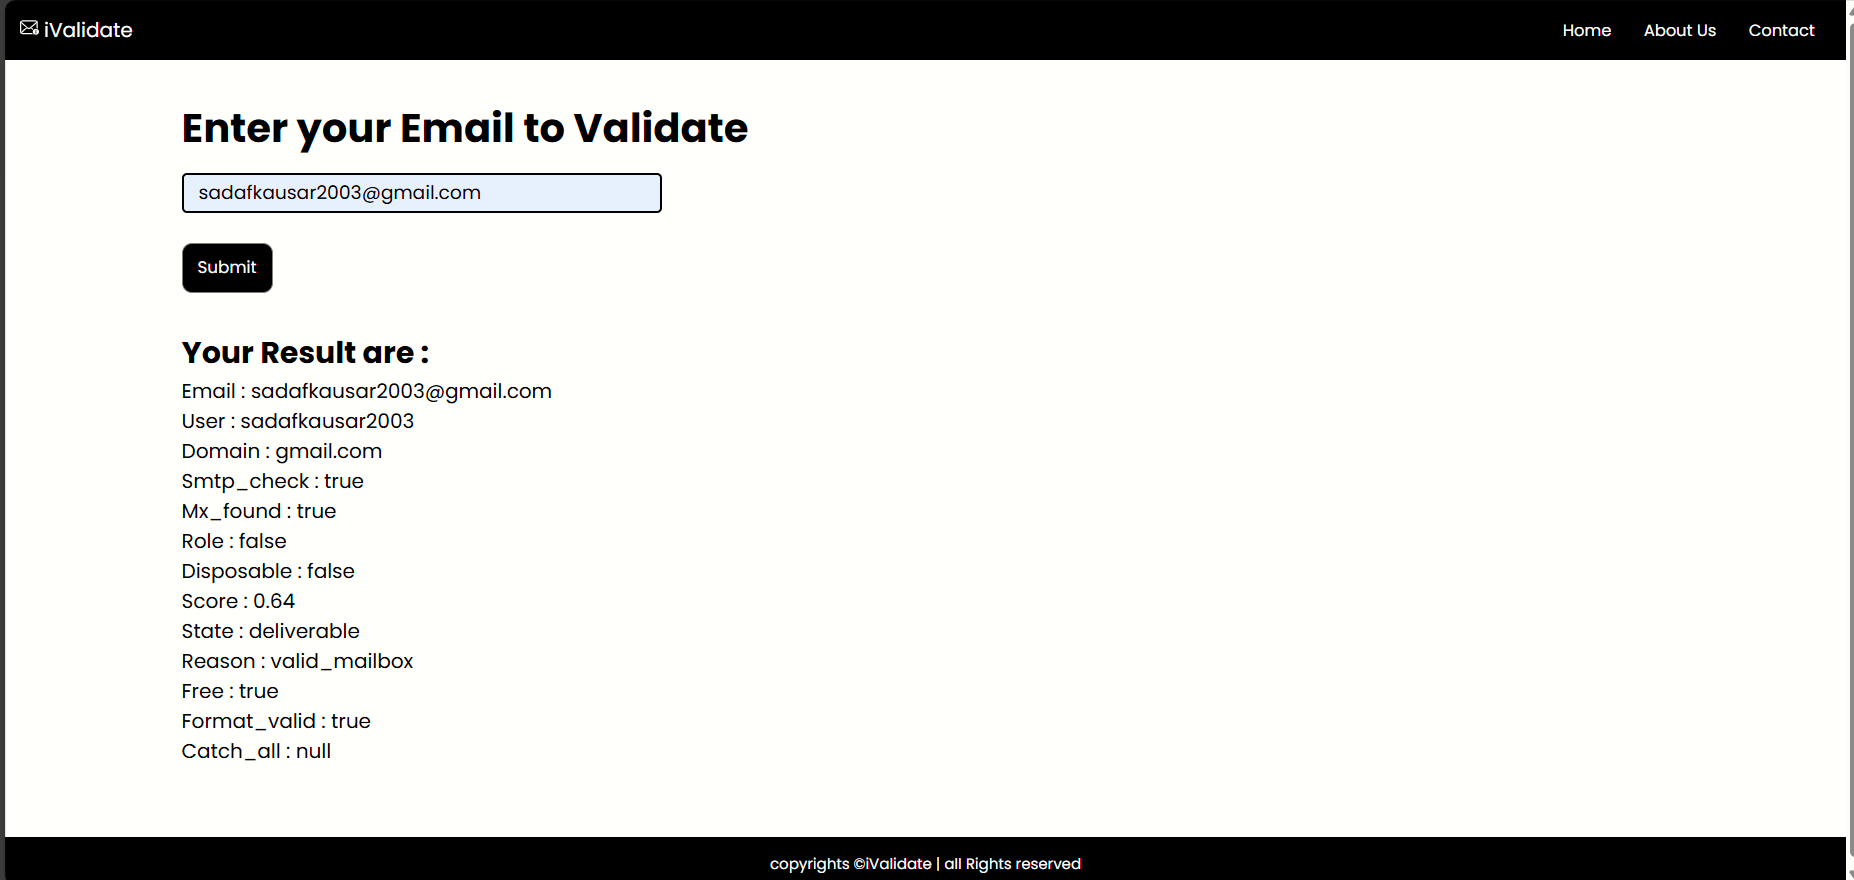 iValidate
Home About Us Contact
Enter your Email to Validate
sadafkausar2003@gmail.com
Submit
Your Result are :
Email : sadafkausar2003@gmail.com
User : sadafkausar2003
Domain : gmail.com
Smtp_check : true
Mx_found : true
Role : false
Disposable : false
Score : 0.64
State : deliverable
Reason : valid_mailbox
Free : true
Format_valid : true
Catch_all : null
copyrights ©iValidate | all Rights reserved